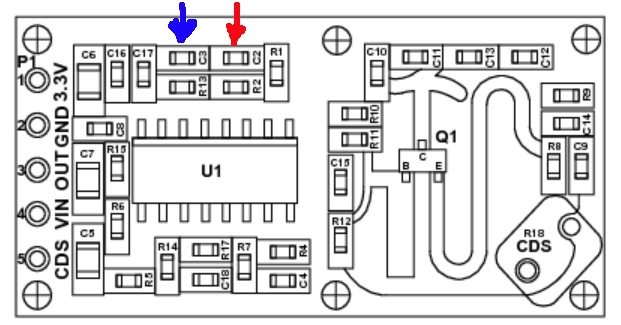 C6
C16
C17
C3
C2
R1
R13
R2
P1
1
3.3V
2
GND
C8
C7
R15
3
OUT
U1
4
VIN
R6
5
CDS
C5
R14
R17
R7
R4
R5
C18
C4
C10
C11
C13
C12
R9
R10
C14
R11
Q1
C
B
E
R8
C9
C15
R12
R18
CDS